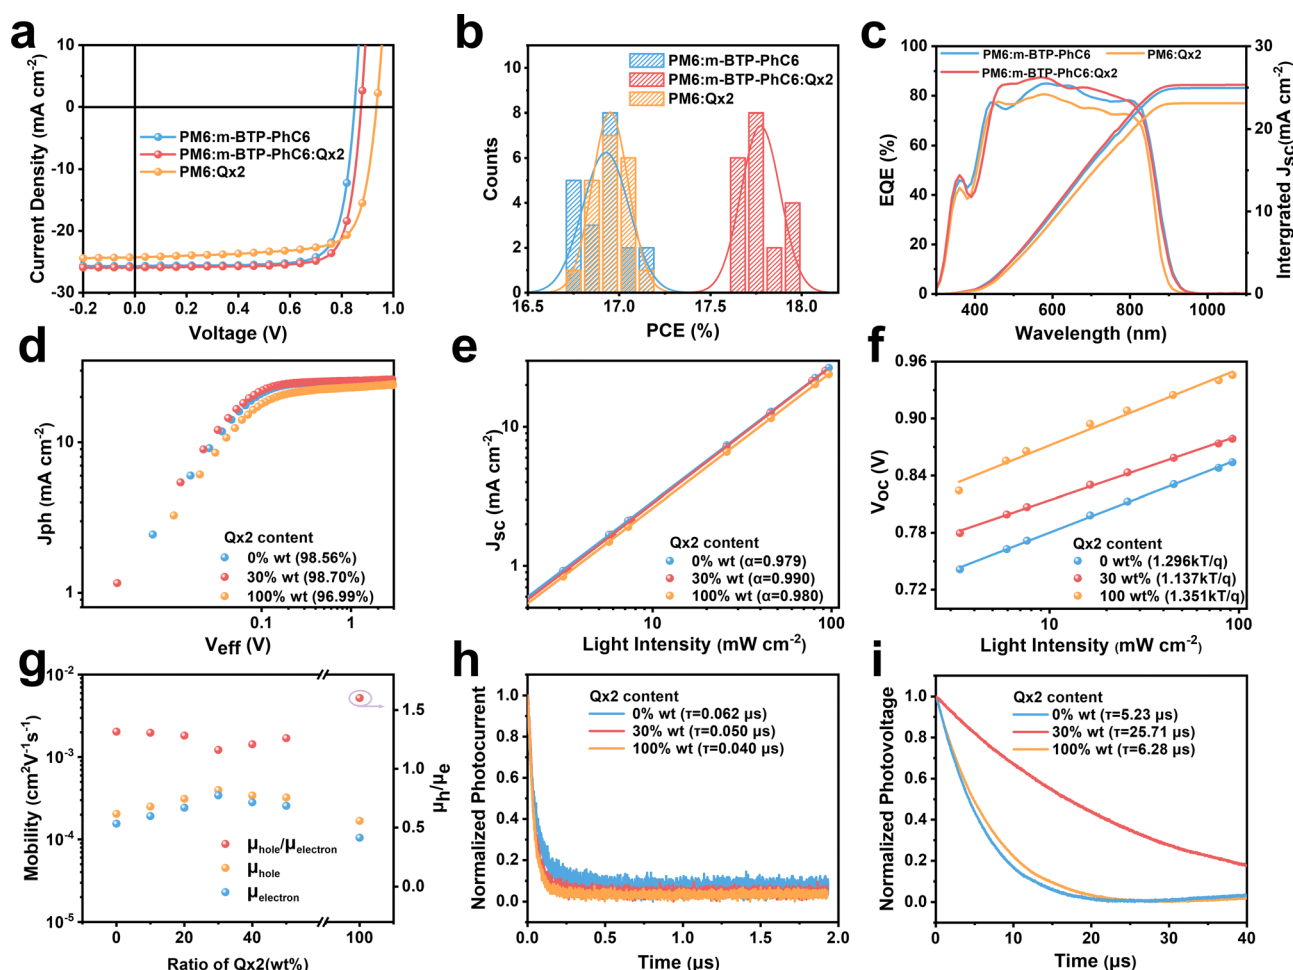 a
10
0
-10
-20
-30
-0.2
0.0
0.2
0.4
0.6
0.8
1.0
Current Density (mA cm-2)
Voltage (V)
PM6:m-BTP-PhC6
PM6:m-BTP-PhC6:Qx2
PM6:Qx2
b
10
8
6
4
2
0
16.5
17.0
17.5
18.0
Counts
PCE (%)
PM6:m-BTP-PhC6
PM6:m-BTP-PhC6:Qx2
PM6:Qx2
c
100
80
60
40
20
0
400
600
800
1000
30
20
10
0
EQE (%)
Intergrated Jsc(mA cm-2)
Wavelength (nm)
PM6:m-BTP-PhC6
PM6:Qx2
PM6:m-BTP-PhC6:Qx2
d
10
1
0.1
1
Jph (mA cm-2)
Veff (V)
Qx2 content
0% wt (98.56%)
30% wt (98.70%)
100% wt (96.99%)
e
10
1
10
100
JSC (mA cm-2)
Light Intensity (mW cm-2)
Qx2 content
0% wt (α=0.979)
30% wt (α=0.990)
100% wt (α=0.980)
f
0.96
0.90
0.84
0.78
0.72
10
100
VOC (V)
Light Intensity (mW cm-2)
Qx2 content
0 wt% (1.296kT/q)
30 wt% (1.137kT/q)
100 wt% (1.351kT/q)
g
10-2
10-3
10-4
10-5
0
20
40
100
1.5
1.0
0.5
0.0
Mobility (cm2V-1s-1)
μh/μe
Ratio of Qx2(wt%)
μhole/μelectron
μhole
μelectron
h
1.0
0.8
0.6
0.4
0.2
0.0
0.0
0.5
1.0
1.5
2.0
Normalized Photocurrent
Time (μs)
Qx2 content
0% wt (τ=0.062 μs)
30% wt (τ=0.050 μs)
100% wt (τ=0.040 μs)
i
1.0
0.8
0.6
0.4
0.2
0.0
0
10
20
30
40
Normalized Photovoltage
Time (μs)
Qx2 content
0% wt (τ=5.23 μs)
30% wt (τ=25.71 μs)
100% wt (τ=6.28 μs)